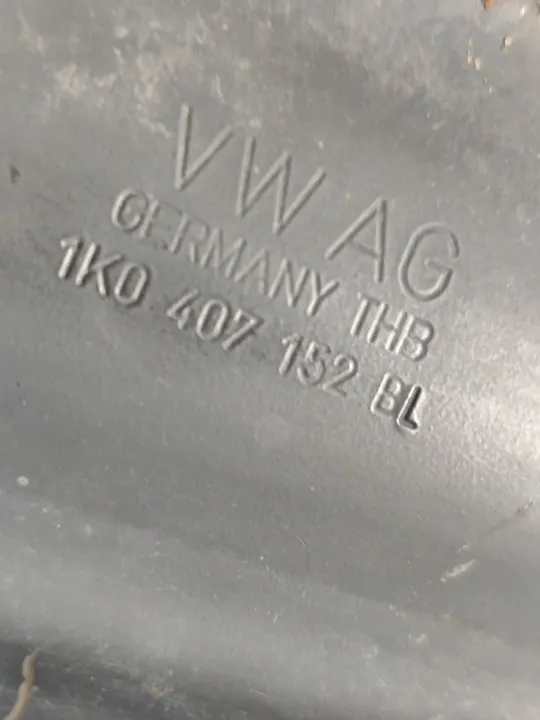 VW AG
GERMANY THB
1K0 407 152 BL